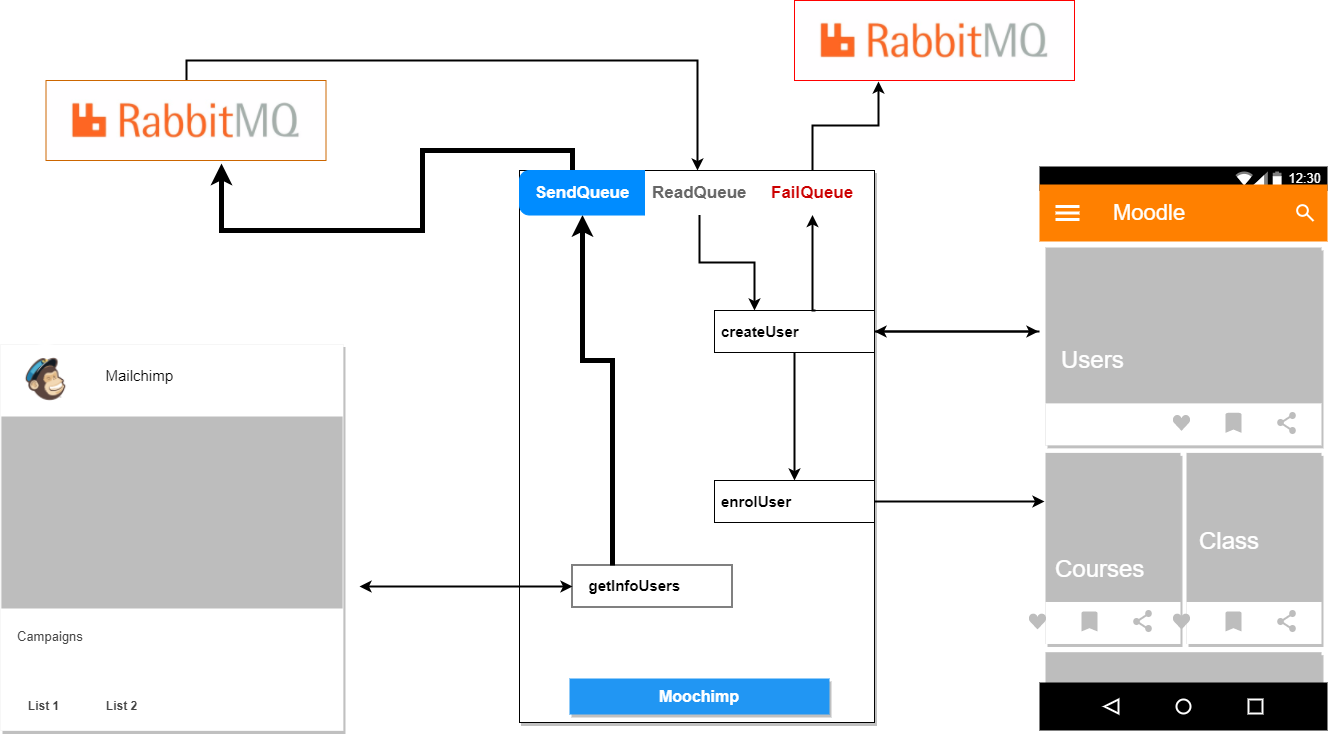 RabbitMQ
RabbitMQ
SendQueue
ReadQueue
FailQueue
12:30
Moodle
createUser
Users
Mailchimp
enrolUser
Class
Courses
getInfoUsers
Campaigns
List 1
List 2
Moochimp